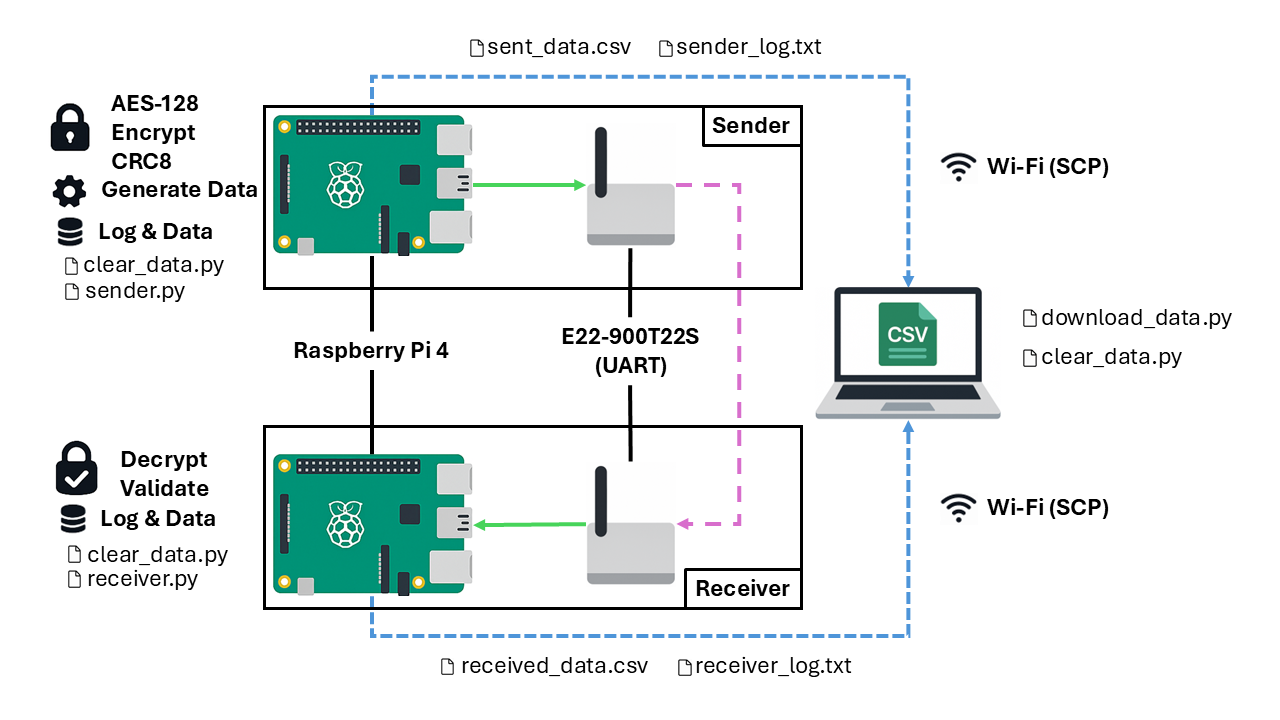 sent_data.csv sender_log.txt
AES-128
Encrypt
CRC8
Generate Data
Log & Data
clear_data.py
sender.py
Sender
Wi-Fi (SCP)
Raspberry Pi 4
E22-900T22S
(UART)
CSV
download_data.py
clear_data.py
Decrypt
Validate
Log & Data
clear_data.py
receiver.py
Receiver
Wi-Fi (SCP)
received_data.csv receiver_log.txt